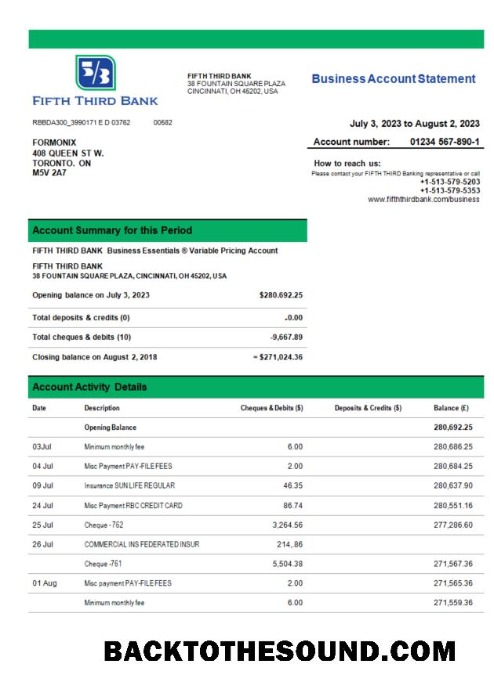 5/3
FIFTH THIRD BANK
FIFTH THIRD BANK
38 FOUNTAIN SQUARE PLAZA
CINCINNATI, OH 45202, USA
Business Account Statement
RBBDA300_3990171 E D 03762 00682
July 3, 2023 to August 2, 2023
Account number: 01234 567-890-1
FORMONIX
408 QUEEN ST W.
TORONTO. ON
M5V 2A7
How to reach us:
Please contact your FIFTH THIRD Banking representative or call
+1-513-579-5203
+1-513-579-5353
www.fifththirdbank.com/business
Account Summary for this Period
FIFTH THIRD BANK Business Essentials ® Variable Pricing Account
FIFTH THIRD BANK
38 FOUNTAIN SQUARE PLAZA, CINCINNATI, OH 45202, USA
Opening balance on July 3, 2023 $280.692.25
Total deposits & credits (0) .0.00
Total cheques & debits (10) -9,667.89
Closing balance on August 2, 2018 = $271,024.36
Account Activity Details
Date Description Cheques & Debits ($) Deposits & Credits ($) Balance (£)
Opening Balance 280,692.25
03 Jul Minimum monthly fee 6.00 280,686.25
04 Jul Misc Payment PAY-FILE FEES 2.00 280,684.25
09 Jul Insurance SUN LIFE REGULAR 46.35 280,637.90
24 Jul Misc Payment RBC CREDIT CARD 86.74 280,551.16
25 Jul Cheque -762 3,264.56 277,286.60
26 Jul COMMERCIAL INS FEDERATED INSUR 214,.86
Cheque -761 5,504.38 271,567.36
01 Aug Misc payment PAY-FILE FEES 2.00 271,565.36
Minimum monthly fee 6.00 271,559.36
BACKTOTHESOUND.COM